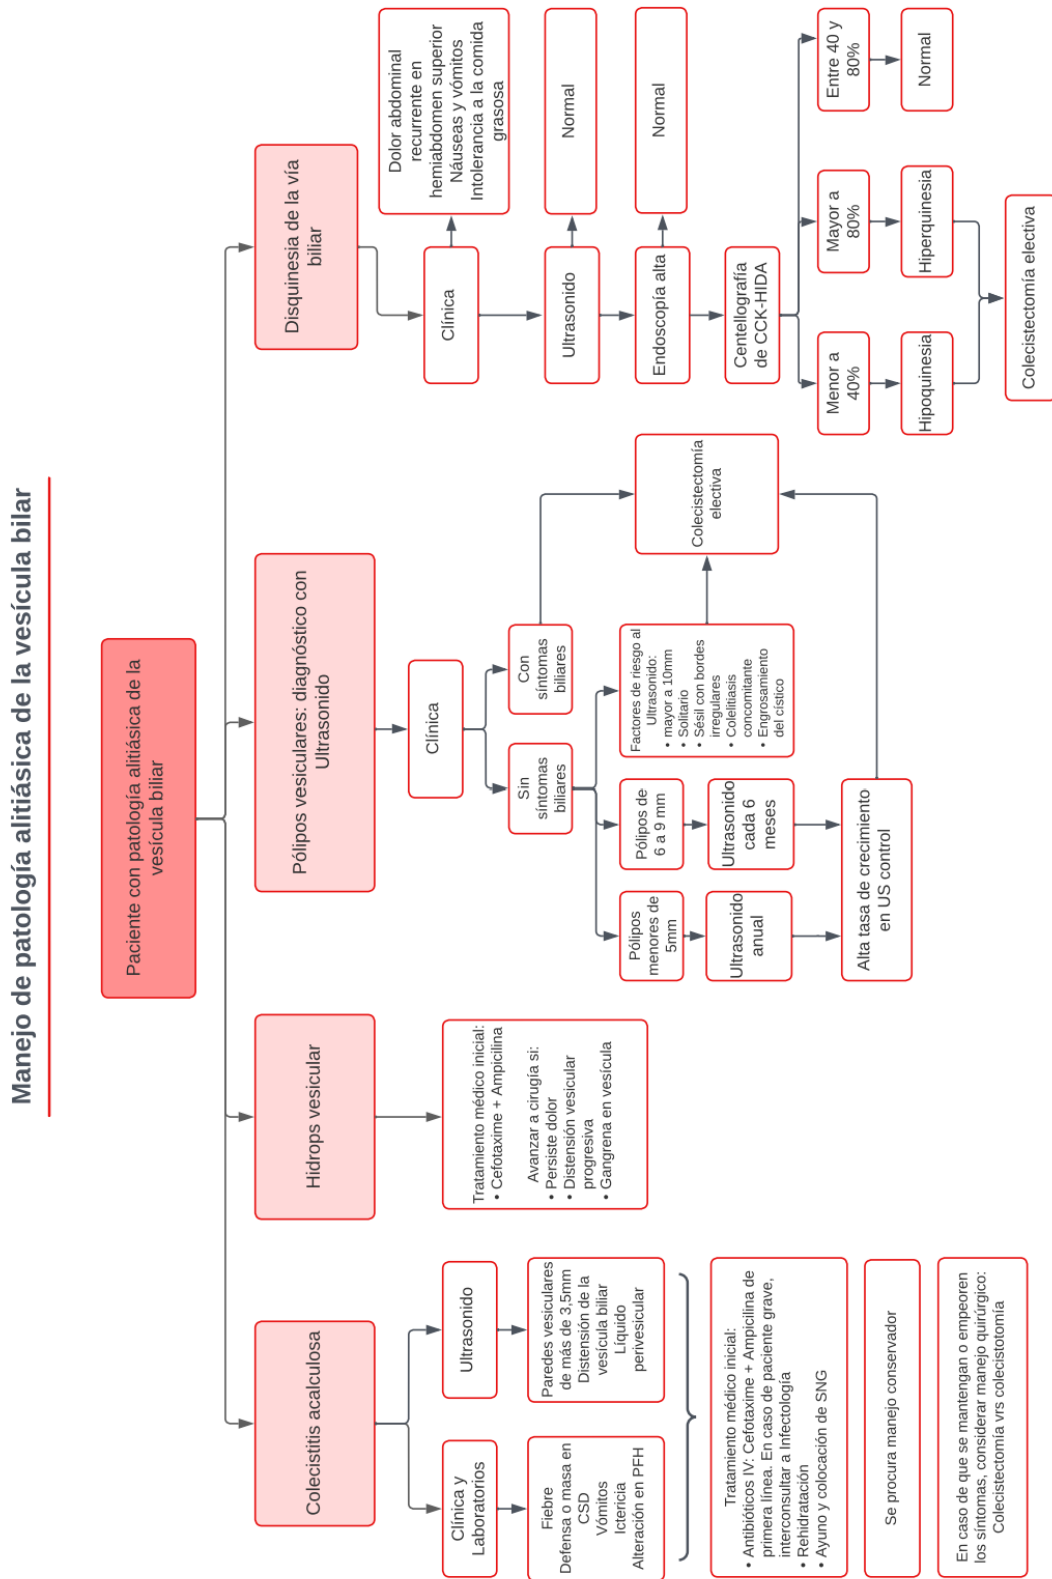 Manejo de patología alitiásica de la vesícula bilar
Paciente con patología alitiásica de la
vesícula biliar
Colecistitis acalculosa
Clínica y
Laboratorios
Fiebre
Defensa o masa en
CSD
Vómitos
Ictericia
Alteración en PFH
Ultrasonido
Paredes vesiculares
de más de 3,5mm
Distensión de la
vesícula biliar
Líquido
perivesicular
Tratamiento médico inicial:
• Antibióticos IV: Cefotaxime + Ampicilina de
primera línea. En caso de paciente grave,
interconsultar a Infectología
• Rehidratación
• Ayuno y colocación de SNG
Se procura manejo conservador
En caso de que se mantengan o empeoren
los síntomas, considerar manejo quirúrgico:
Colecistectomía vrs colecistotomía
Hidrops vesicular
Tratamiento médico inicial:
• Cefotaxime + Ampicilina
Avanzar a cirugía si:
• Persiste dolor
• Distensión vesicular
progresiva
• Gangrena en vesícula
Pólipos vesiculares: diagnóstico con
Ultrasonido
Clínica
Sin
síntomas
biliares
Con
síntomas
biliares
Pólipos
menores de
5mm
Pólipos de
6 a 9 mm
Factores de riesgo al
Ultrasonido:
• mayor a 10mm
• Solitario
• Sésil con bordes
irregulares
• Colelitiasis
concomitante
• Engrosamiento
del cístico
Ultrasonido
anual
Ultrasonido
cada 6
meses
Alta tasa de crecimiento
en US control
Colecistectomía
electiva
Disquinesia de la vía
biliar
Clínica
Dolor abdominal
recurrente en
hemiabdomen superior
Náuseas y vómitos
Intolerancia a la comida
grasosa
Ultrasonido
Normal
Endoscopía alta
Normal
Centellografía
de CCK-HIDA
Menor a
40%
Mayor a
80%
Entre 40 y
80%
Hipoquinesia
Hiperquinesia
Normal
Colecistectomía electiva